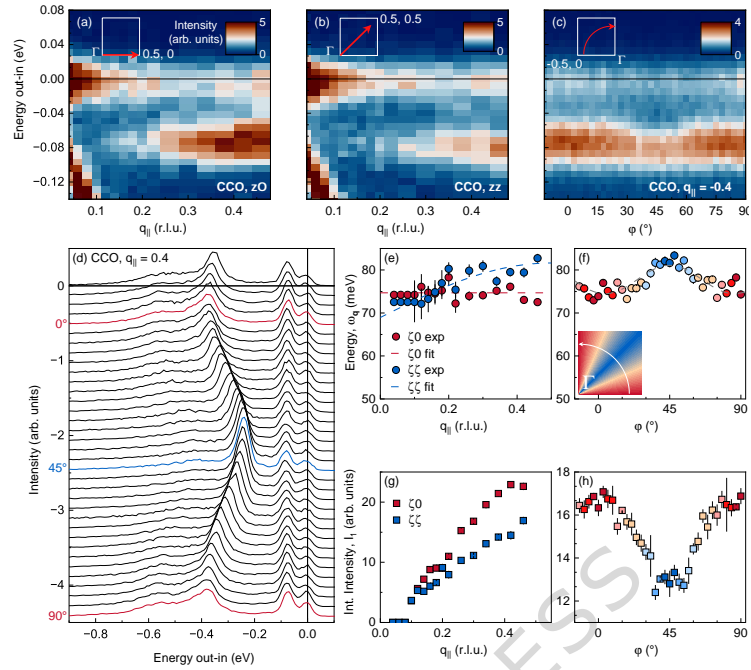 (a) Intensity (arb. units) 5 0
Γ 0.5, 0
CCO, zO
(b) 0.5, 0.5 5 0
Γ
CCO, zz
(c) 4 0
-0.5, 0 Γ
CCO, q|| = -0.4
Energy out-in (eV)
0.00
−0.04
−0.08
−0.12
0.1 0.2 0.3 0.4
q|| (r.l.u.)
0.1 0.2 0.3 0.4
q|| (r.l.u.)
0 15 30 45 60 75 90
φ (°)
(d) CCO, q|| = 0.4
Intensity (arb. units)
0
0°
−1
−2
45°
−3
−4
90°
−0.8 −0.6 −0.4 −0.2 0.0
Energy out-in (eV)
(e)
Energy, ωq (meV)
80
70
60
50
ζ0 exp
ζ0 fit
ζζ exp
ζζ fit
0.0 0.2 0.4
q|| (r.l.u.)
(f)
80
70
60
50
Γ
0 45 90
φ (°)
(g)
Int. Intensity, I, (arb. units)
20
10
0
ζ0
ζζ
0.0 0.2 0.4
q|| (r.l.u.)
(h)
16
14
12
0 45 90
φ (°)
ESS